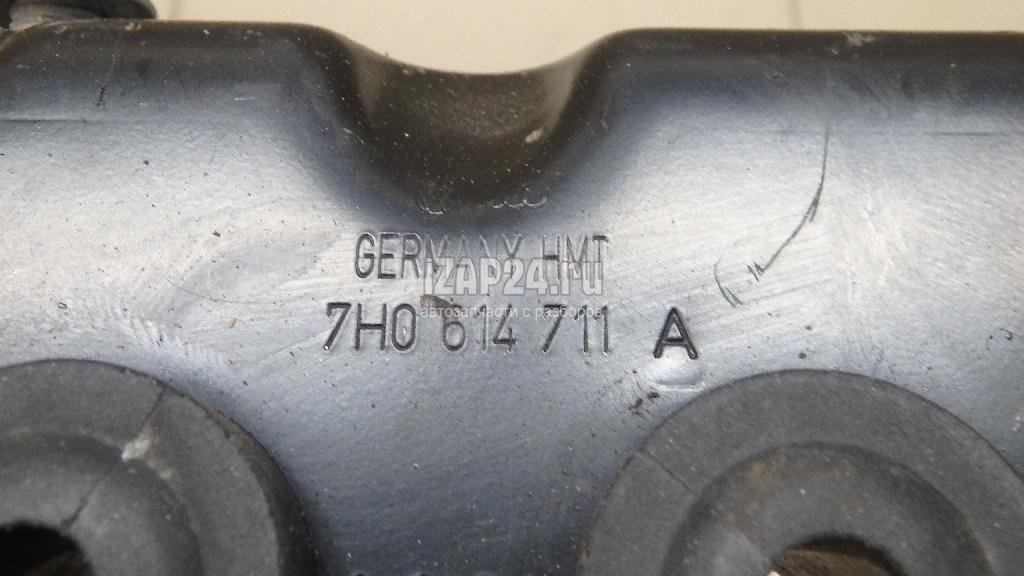 GERMANY HMT
IZAP24.ru
автозапчасти с разборов
7H0 614 711 A